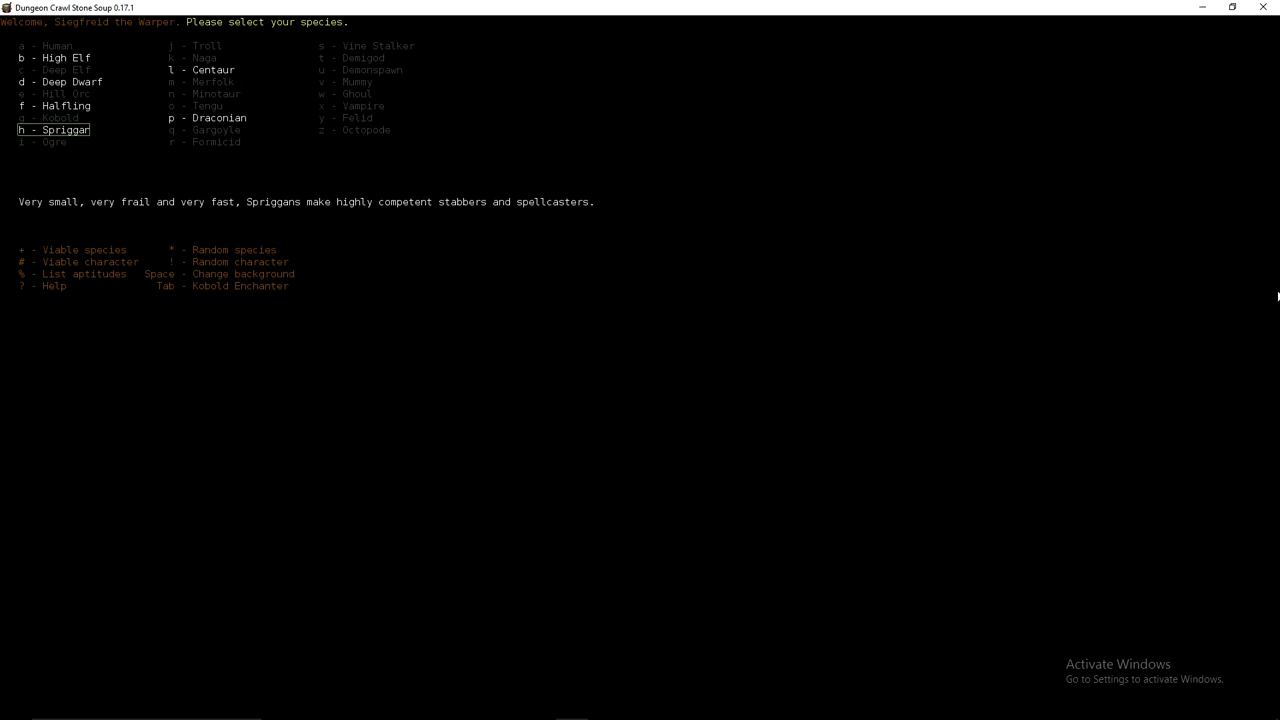 Dungeon Crawl Stone Soup 0.17.1
Welcome, Siegfreid the Warper. Please select your species.
a - Human j - Troll s - Vine Stalker
b - High Elf k - Naga t - Demigod
c - Deep Elf l - Centaur u - Demonspawn
d - Deep Dwarf m - Merfolk v - Mummy
e - Hill Orc n - Minotaur w - Ghoul
f - Halfling o - Tengu x - Vampire
g - Kobold p - Draconian y - Felid
h - Spriggan q - Gargoyle z - Octopode
i - Ogre r - Formicid
Very small, very frail and very fast, Spriggans make highly competent stabbers and spellcasters.
+ - Viable species * - Random species
# - Viable character ! - Random character
% - List aptitudes Space - Change background
? - Help Tab - Kobold Enchanter
Activate Windows
Go to Settings to activate Windows.